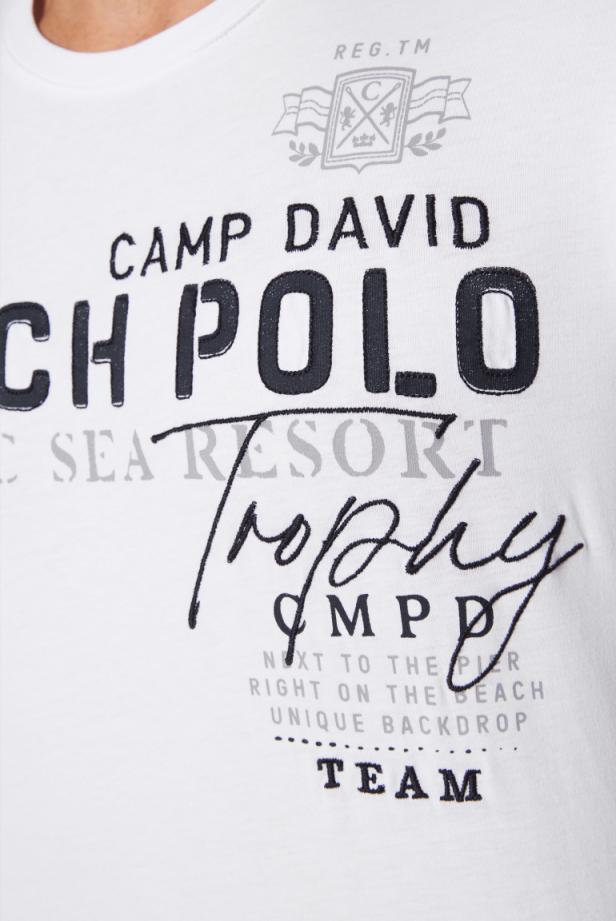 REG.TM
C
CAMP DAVID
CH POLO
C SEA RESORT
Trophy
CMPD
NEXT TO THE PIER
RIGHT ON THE BEACH
UNIQUE BACKDROP
TEAM